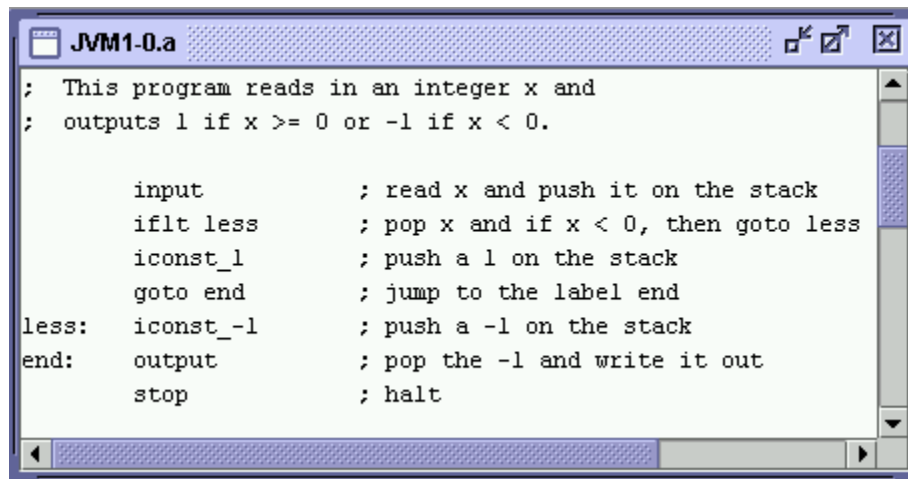 JVM1-0.a
;  This program reads in an integer x and
;  outputs 1 if x >= 0 or -1 if x < 0.
input ; read x and push it on the stack
iflt less ; pop x and if x < 0, then goto less
iconst_1 ; push a 1 on the stack
goto end ; jump to the label end
less: iconst_-1 ; push a -1 on the stack
end: output ; pop the -1 and write it out
stop ; halt